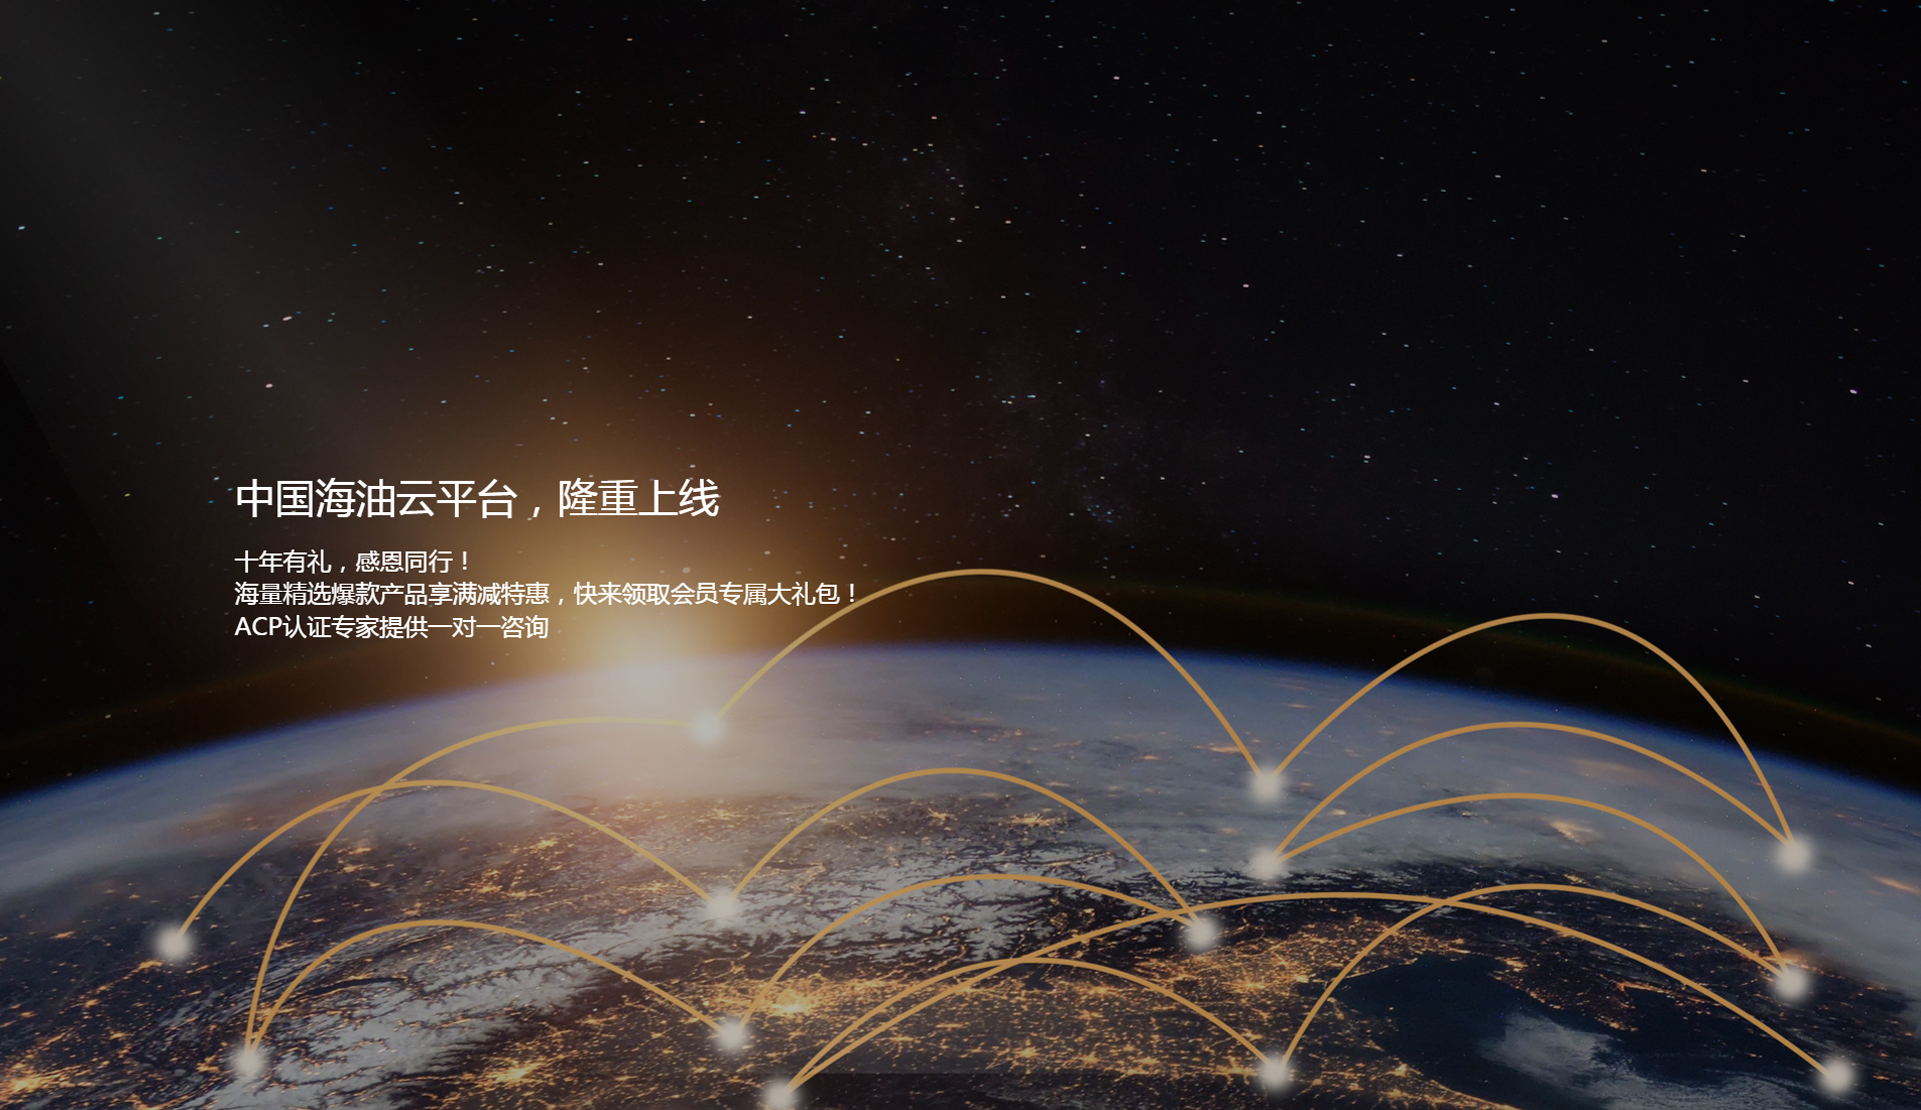 中国海油云平台，隆重上线
十年有礼，感恩同行！
海量精选爆款产品享满减特惠，快来领取会员专属大礼包！
ACP认证专家提供一对一咨询